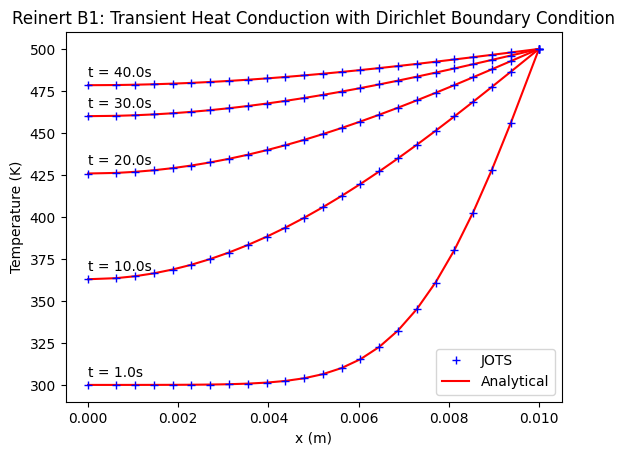 Reinert B1: Transient Heat Conduction with Dirichlet Boundary Condition
500
475
450
425
400
375
350
325
300
Temperature (K)
t = 40.0s
t = 30.0s
t = 20.0s
t = 10.0s
t = 1.0s
JOTS
Analytical
0.000 0.002 0.004 0.006 0.008 0.010
x (m)